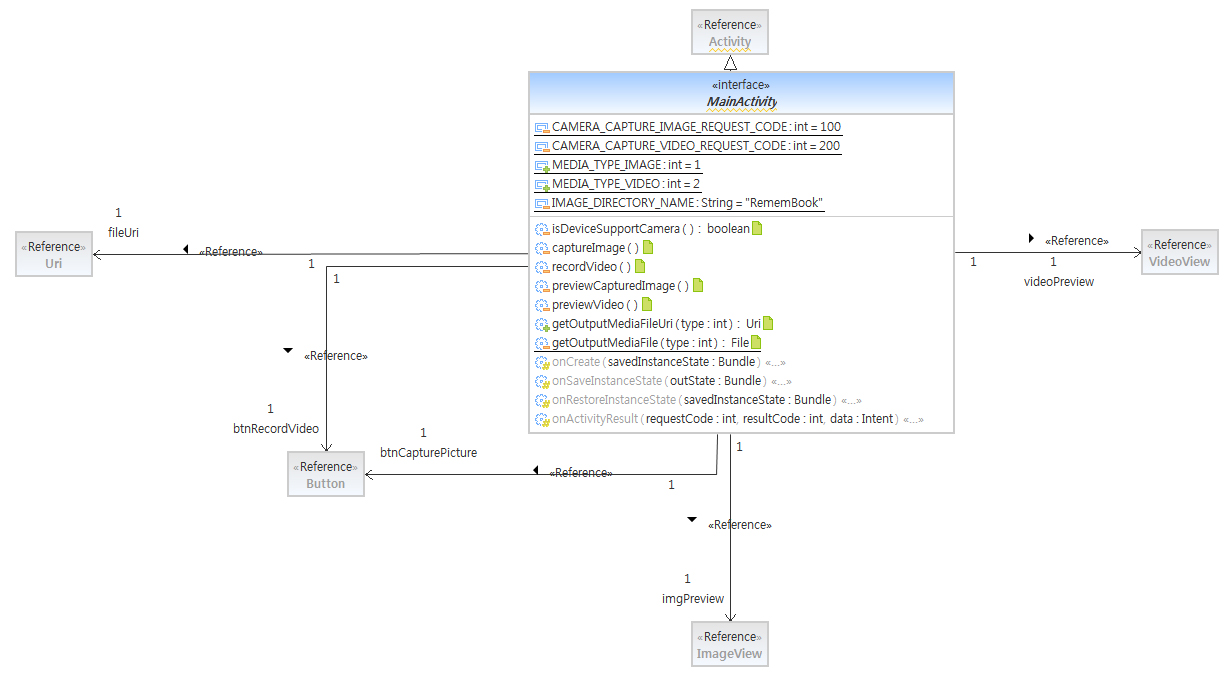 «Reference»
Activity
«interface»
MainActivity
CAMERA_CAPTURE_IMAGE_REQUEST_CODE : int = 100
CAMERA_CAPTURE_VIDEO_REQUEST_CODE : int = 200
MEDIA_TYPE_IMAGE : int = 1
MEDIA_TYPE_VIDEO : int = 2
IMAGE_DIRECTORY_NAME : String = "RememBook"
isDeviceSupportCamera ( ) : boolean
captureImage ( )
recordVideo ( )
previewCapturedImage ( )
previewVideo ( )
getOutputMediaFileUri ( type : int ) : Uri
getOutputMediaFile ( type : int ) : File
onCreate ( savedInstanceState : Bundle ) «...»
onSaveInstanceState ( outState : Bundle ) «...»
onRestoreInstanceState ( savedInstanceState : Bundle ) «...»
onActivityResult ( requestCode : int, resultCode : int, data : Intent ) «...»
1
fileUri
«Reference»
Uri
«Reference»
1
1
«Reference»
1
btnRecordVideo
«Reference»
Button
1
btnCapturePicture
«Reference»
1
1
«Reference»
1
imgPreview
«Reference»
ImageView
«Reference»
1
1
videoPreview
«Reference»
VideoView